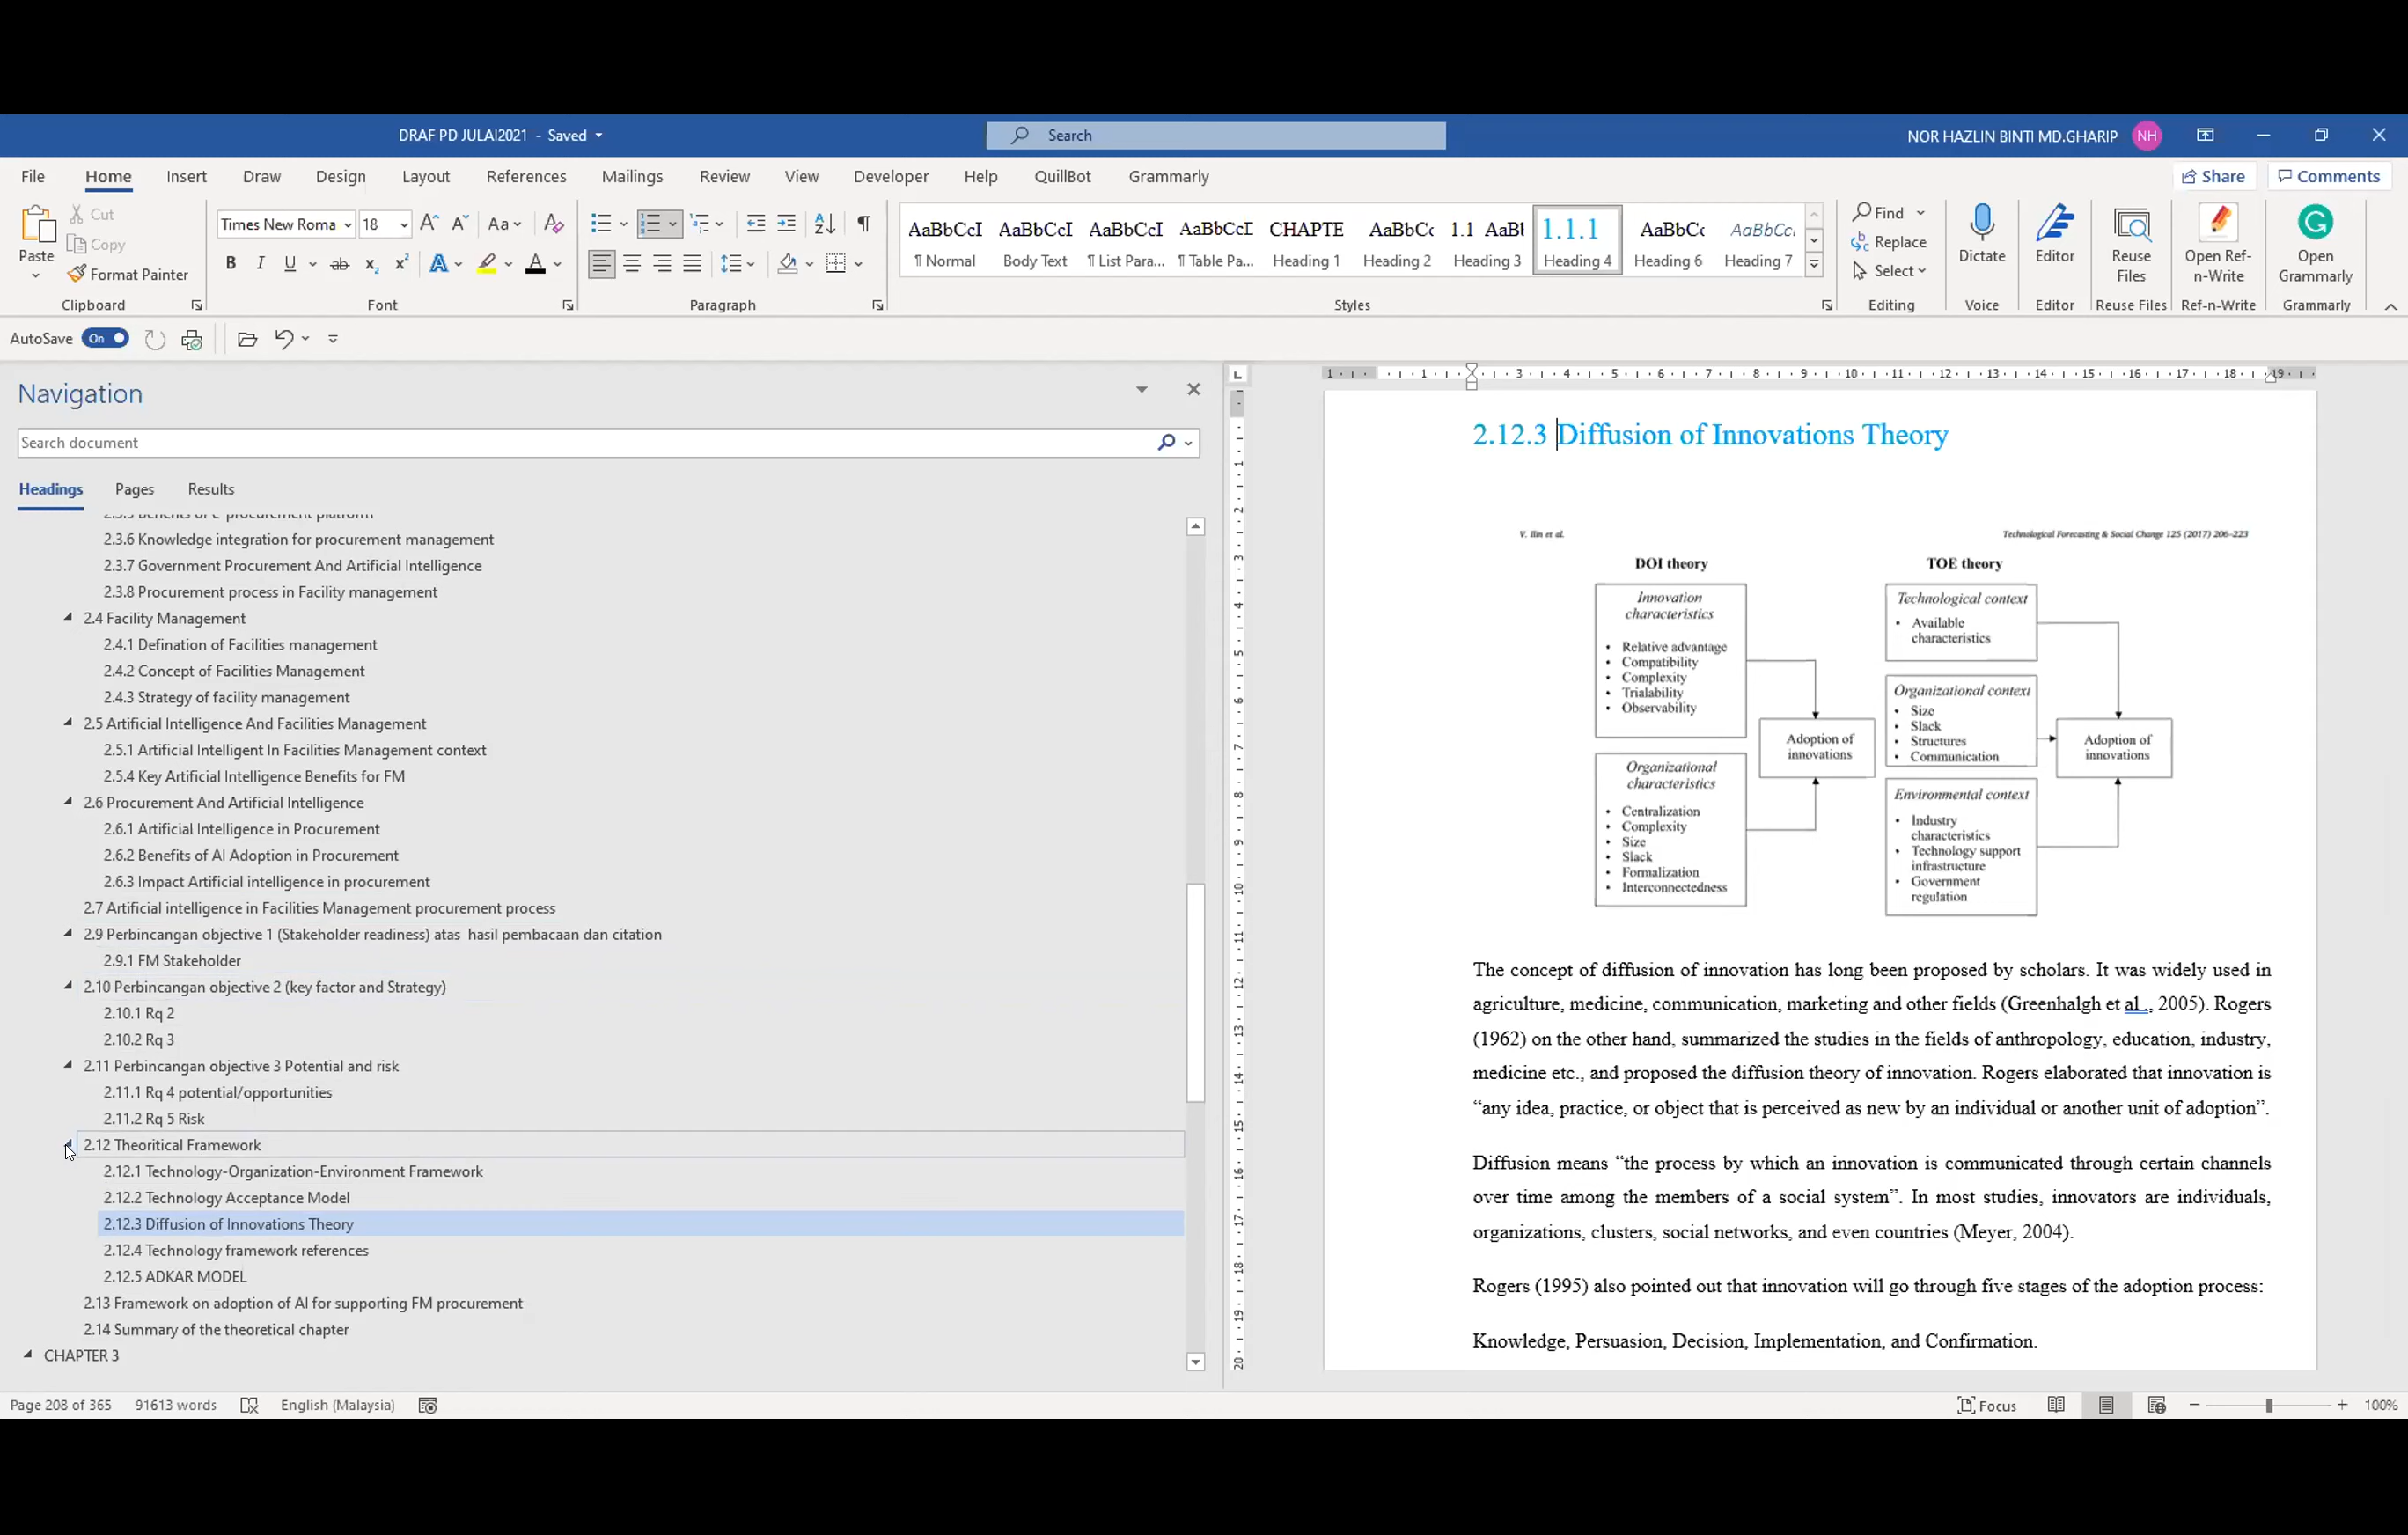 DRAF PD JULAI2021 - Saved
Search
NOR HAZLIN BINTI MD.GHARIP NH
File Home Insert Draw Design Layout References Mailings Review View Developer Help QuillBot Grammarly
Share Comments
Paste
Cut
Copy
Format Painter
Clipboard
Times New Roma 18
Font
Paragraph
AaBbCcI AaBbCcI AaBbCcI AaBbCcI CHAPTE AaBbCc 1.1 AaBb 1.1.1 AaBbCc AaBbCc
¶ Normal Body Text ¶ List Para... ¶ Table Pa... Heading 1 Heading 2 Heading 3 Heading 4 Heading 6 Heading 7
Styles
Find
Replace
Select
Editing
Dictate
Voice
Editor
Editor
Reuse
Files
Reuse Files
Open Ref-
n-Write
Ref-n-Write
Open
Grammarly
Grammarly
AutoSave On
Navigation
Search document
Headings Pages Results
2.3.6 Knowledge integration for procurement management
2.3.7 Government Procurement And Artificial Intelligence
2.3.8 Procurement process in Facility management
2.4 Facility Management
2.4.1 Defination of Facilities management
2.4.2 Concept of Facilities Management
2.4.3 Strategy of facility management
2.5 Artificial Intelligence And Facilities Management
2.5.1 Artificial Intelligent In Facilities Management context
2.5.4 Key Artificial Intelligence Benefits for FM
2.6 Procurement And Artificial Intelligence
2.6.1 Artificial Intelligence in Procurement
2.6.2 Benefits of AI Adoption in Procurement
2.6.3 Impact Artificial intelligence in procurement
2.7 Artificial intelligence in Facilities Management procurement process
2.9 Perbincangan objective 1 (Stakeholder readiness) atas hasil pembacaan dan citation
2.9.1 FM Stakeholder
2.10 Perbincangan objective 2 (key factor and Strategy)
2.10.1 Rq 2
2.10.2 Rq 3
2.11 Perbincangan objective 3 Potential and risk
2.11.1 Rq 4 potential/opportunities
2.11.2 Rq 5 Risk
2.12 Theoritical Framework
2.12.1 Technology-Organization-Environment Framework
2.12.2 Technology Acceptance Model
2.12.3 Diffusion of Innovations Theory
2.12.4 Technology framework references
2.12.5 ADKAR MODEL
2.13 Framework on adoption of AI for supporting FM procurement
2.14 Summary of the theoretical chapter
CHAPTER 3
2.12.3 Diffusion of Innovations Theory
V. Ilin et al.
Technological Forecasting & Social Change 125 (2017) 206–223
DOI theory
Innovation
characteristics
• Relative advantage
• Compatibility
• Complexity
• Trialability
• Observability
Organizational
characteristics
• Centralization
• Complexity
• Size
• Slack
• Formalization
• Interconnectedness
Adoption of
innovations
TOE theory
Technological context
• Available
characteristics
Organizational context
• Size
• Slack
• Structures
• Communication
Environmental context
• Industry
characteristics
• Technology support
infrastructure
• Government
regulation
Adoption of
innovations
The concept of diffusion of innovation has long been proposed by scholars. It was widely used in
agriculture, medicine, communication, marketing and other fields (Greenhalgh et al ., 2005). Rogers
(1962) on the other hand, summarized the studies in the fields of anthropology, education, industry,
medicine etc., and proposed the diffusion theory of innovation. Rogers elaborated that innovation is
“any idea, practice, or object that is perceived as new by an individual or another unit of adoption”.
Diffusion means “the process by which an innovation is communicated through certain channels
over time among the members of a social system”. In most studies, innovators are individuals,
organizations, clusters, social networks, and even countries (Meyer, 2004).
Rogers (1995) also pointed out that innovation will go through five stages of the adoption process:
Knowledge, Persuasion, Decision, Implementation, and Confirmation.
Page 208 of 365 91613 words English (Malaysia) Focus 100%